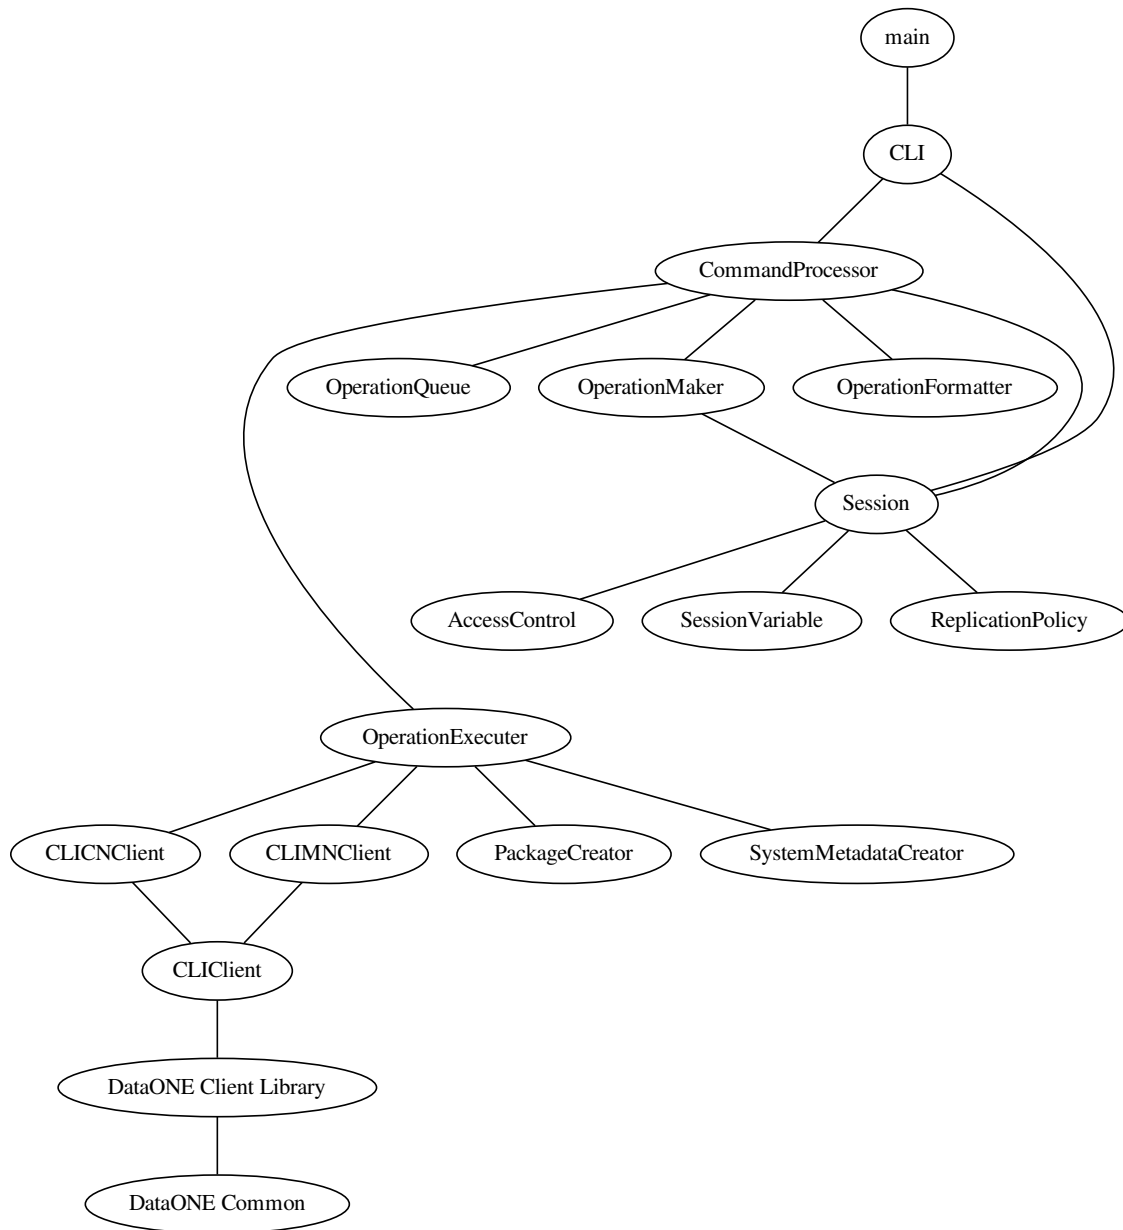 main
CLI
CommandProcessor
OperationQueue
OperationMaker
OperationFormatter
Session
AccessControl
SessionVariable
ReplicationPolicy
OperationExecuter
CLICNClient
CLIMNClient
PackageCreator
SystemMetadataCreator
CLIClient
DataONE Client Library
DataONE Common